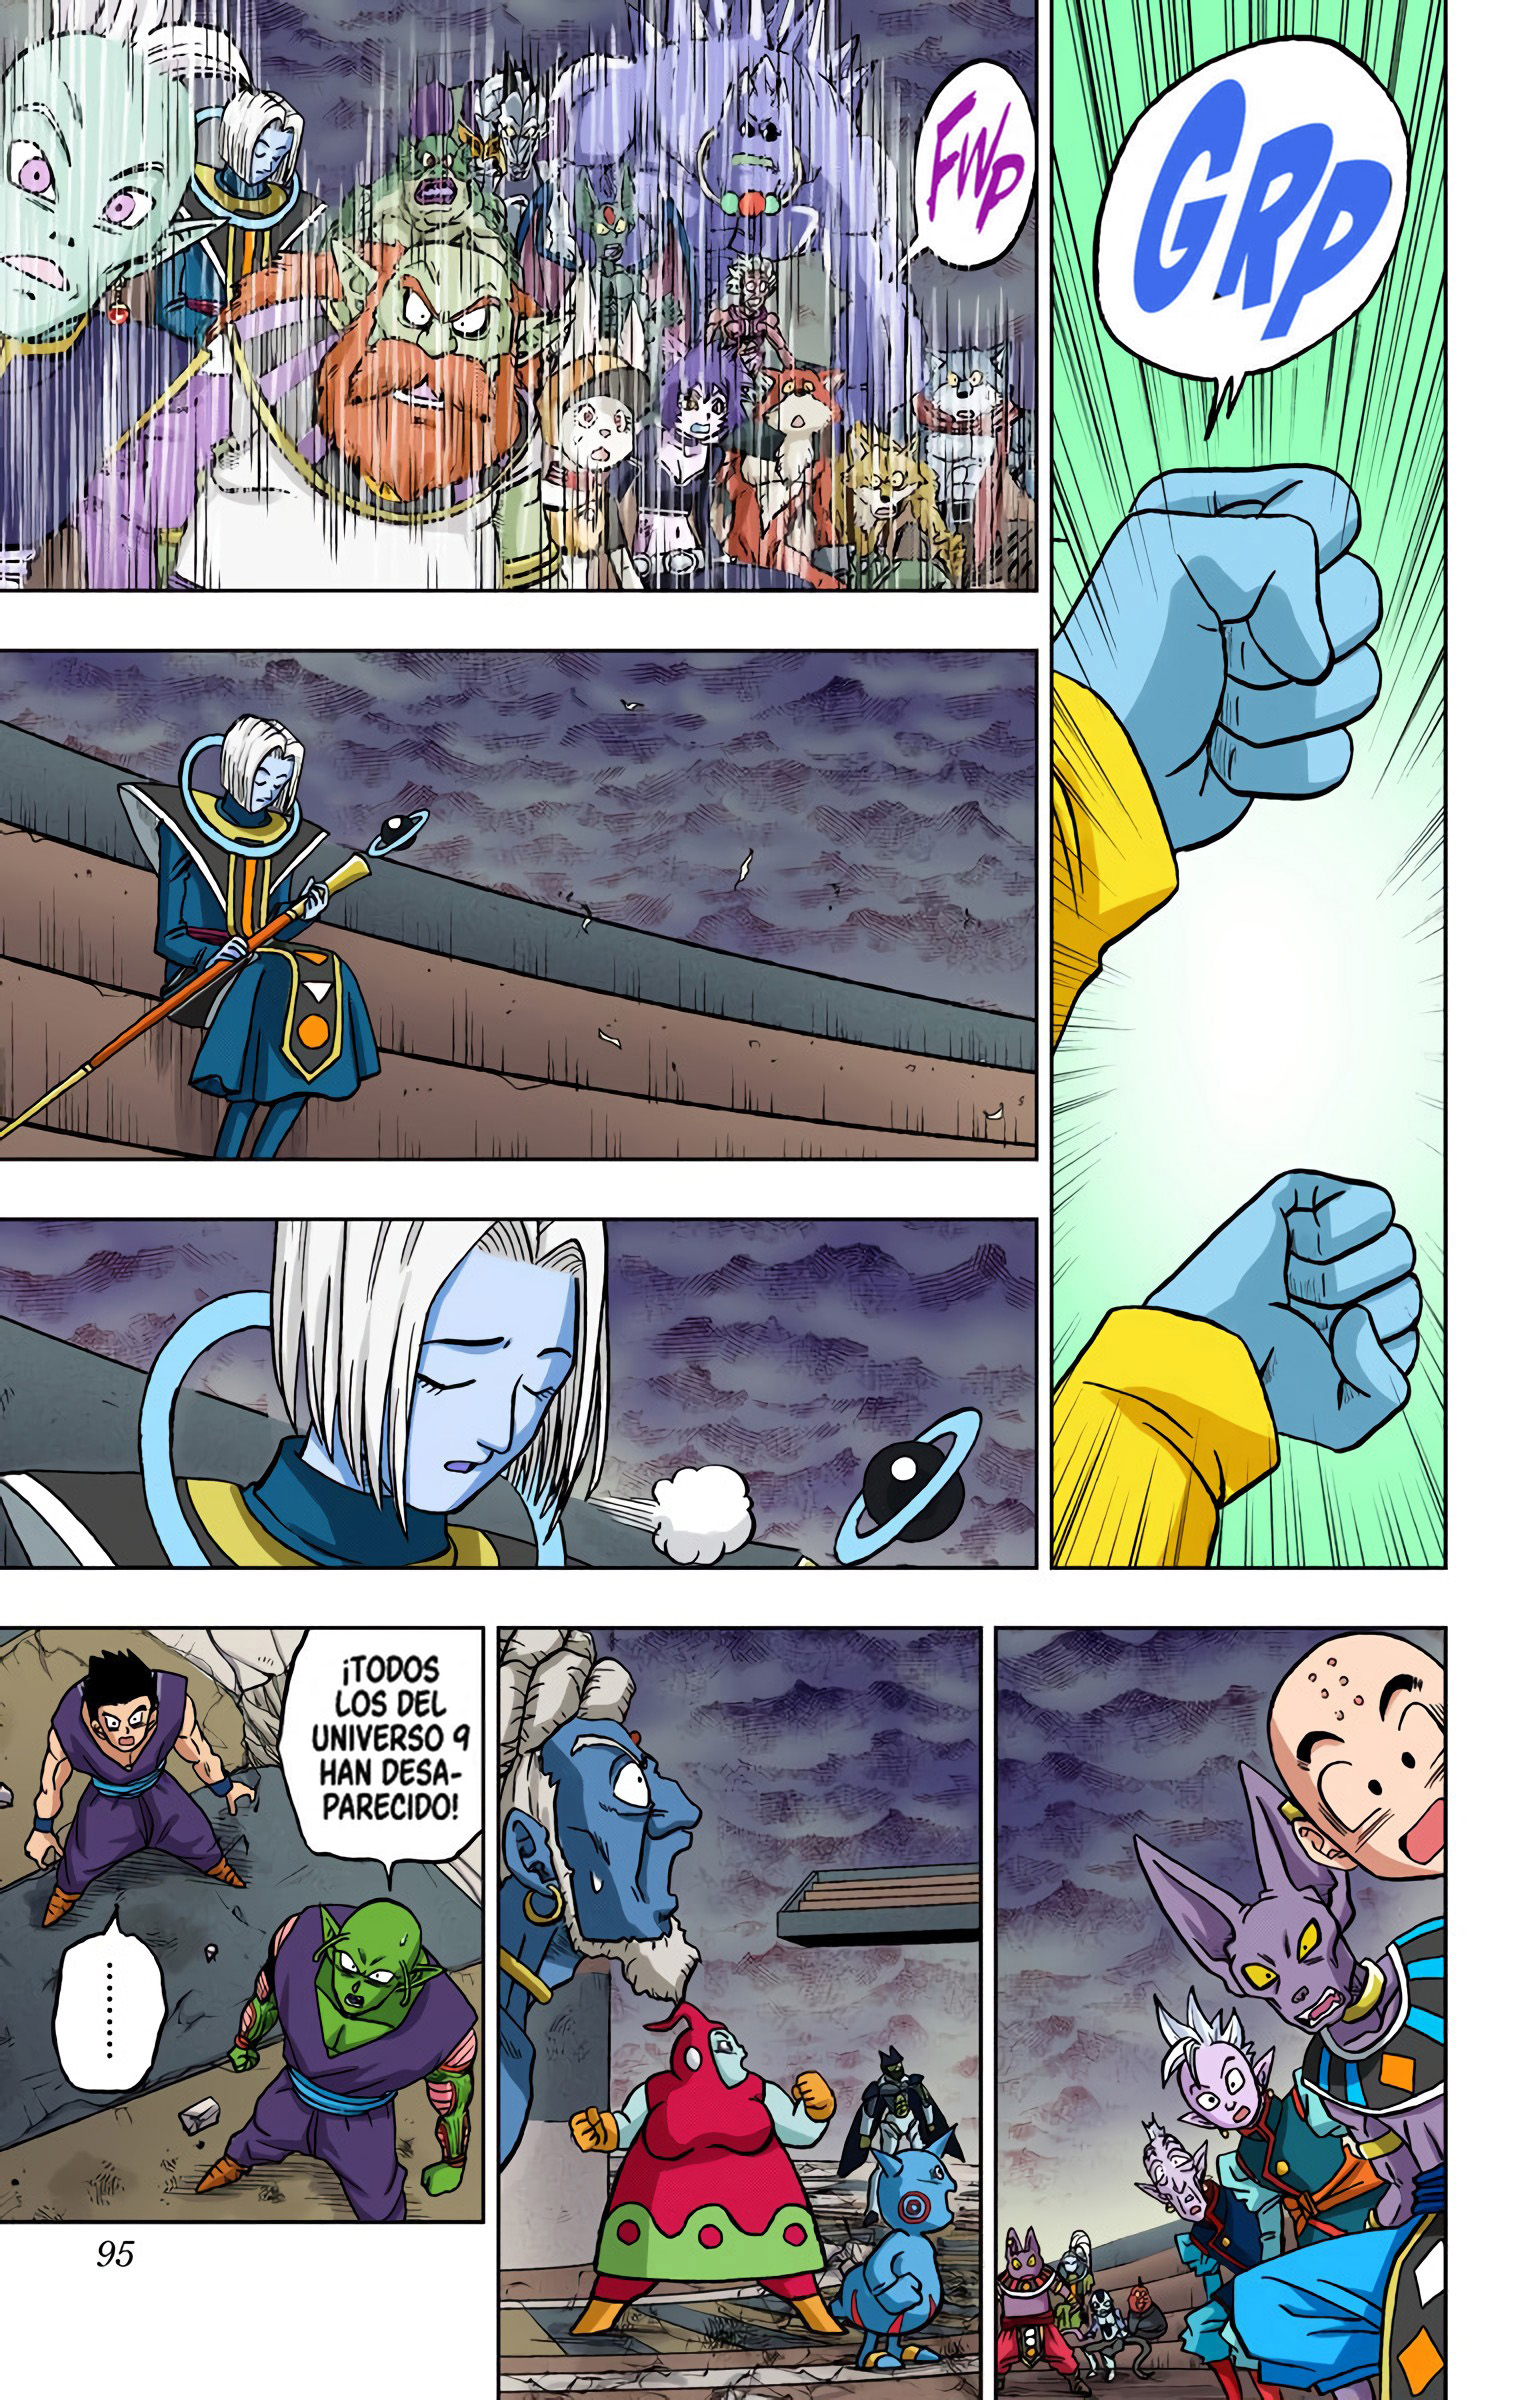 GRP
FWP
¡TODOS
LOS DEL
UNIVERSO 9
HAN DESA-
PARECIDO!
........
95